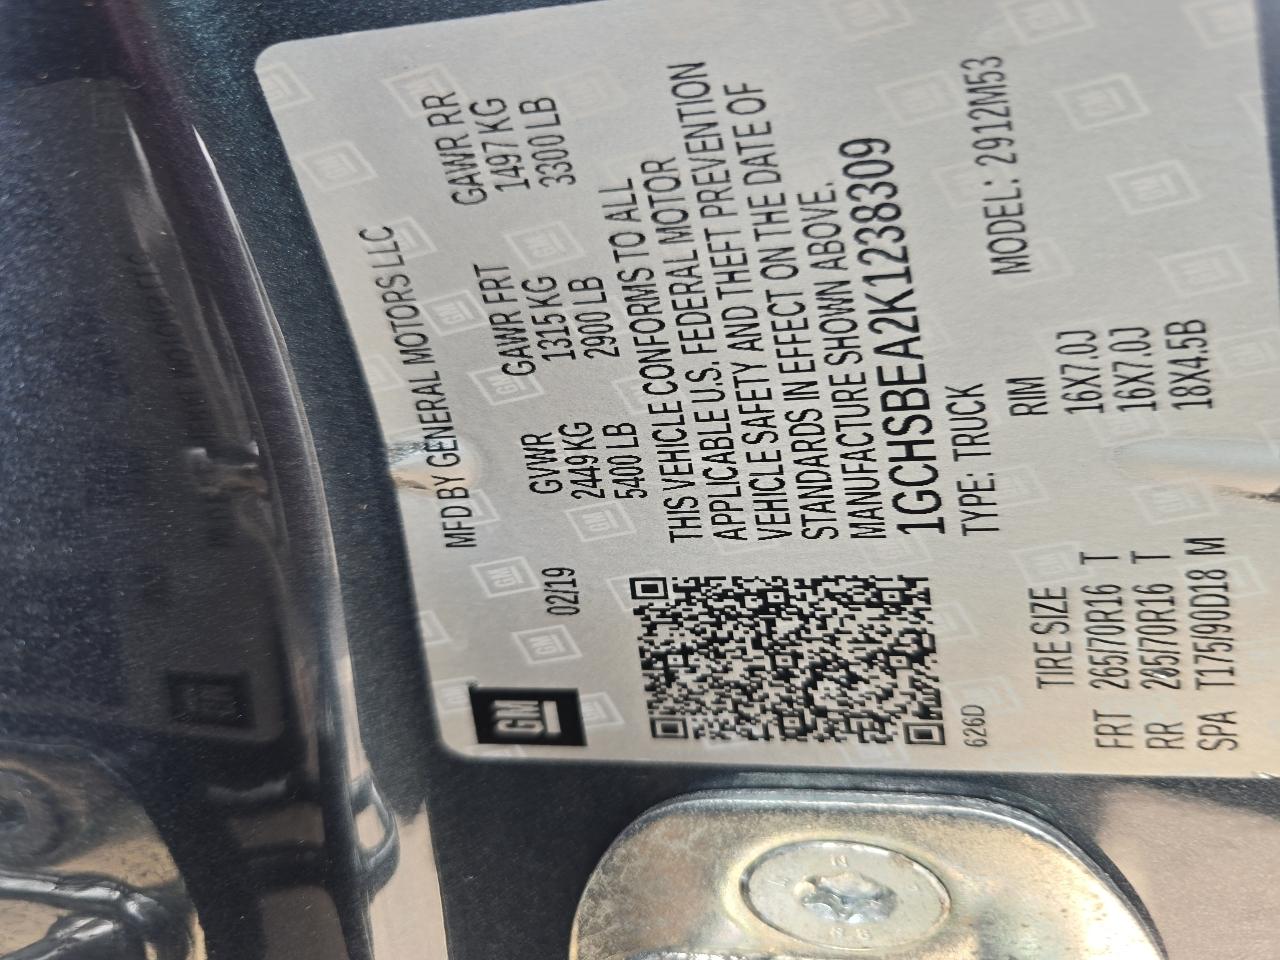 MFD BY GENERAL MOTORS LLC
GM
02/19
GVWR GAWR FRT GAWR RR
2449 KG 1315 KG 1497 KG
5400 LB 2900 LB 3300 LB
THIS VEHICLE CONFORMS TO ALL
APPLICABLE U.S. FEDERAL MOTOR
VEHICLE SAFETY AND THEFT PREVENTION
STANDARDS IN EFFECT ON THE DATE OF
MANUFACTURE SHOWN ABOVE.
1GCHSBEA2K1238309
626D
TYPE: TRUCK MODEL: 2912M53
TIRE SIZE RIM
FRT 265/70R16 T 16X7.0J
RR 265/70R16 T 16X7.0J
SPA T175/90D18 M 18X4.5B